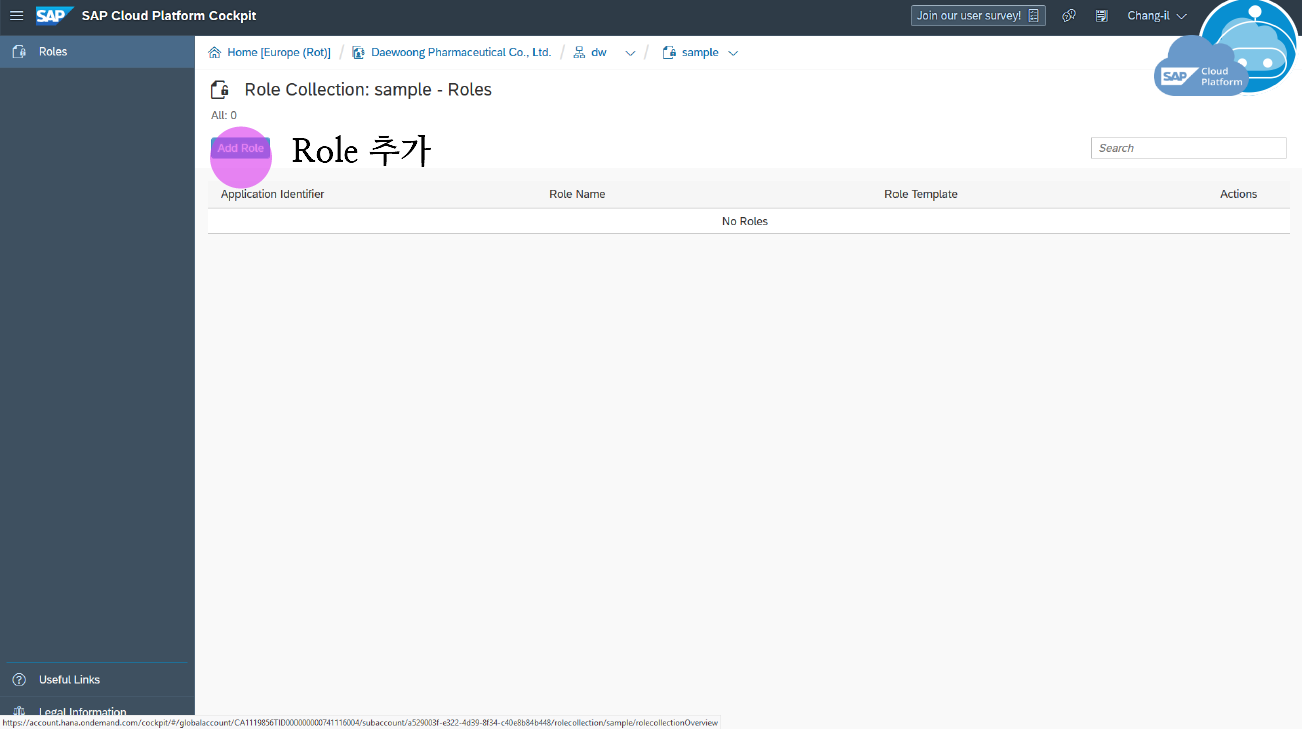 SAP SAP Cloud Platform Cockpit Join our user survey! Chang-il
Roles
Home [Europe (Rot)] / Daewoong Pharmaceutical Co., Ltd. / dw / sample
SAP Cloud Platform
Role Collection: sample - Roles
All: 0
Add Role Role 추가 Search
Application Identifier Role Name Role Template Actions
No Roles
Useful Links
Legal Information
https://account.hana.ondemand.com/cockpit/#/globalaccount/CA1119856TID000000000741116004/subaccount/a529003f-e322-4d39-8f34-c40e8b84b448/rolecollection/sample/rolecollectionOverview